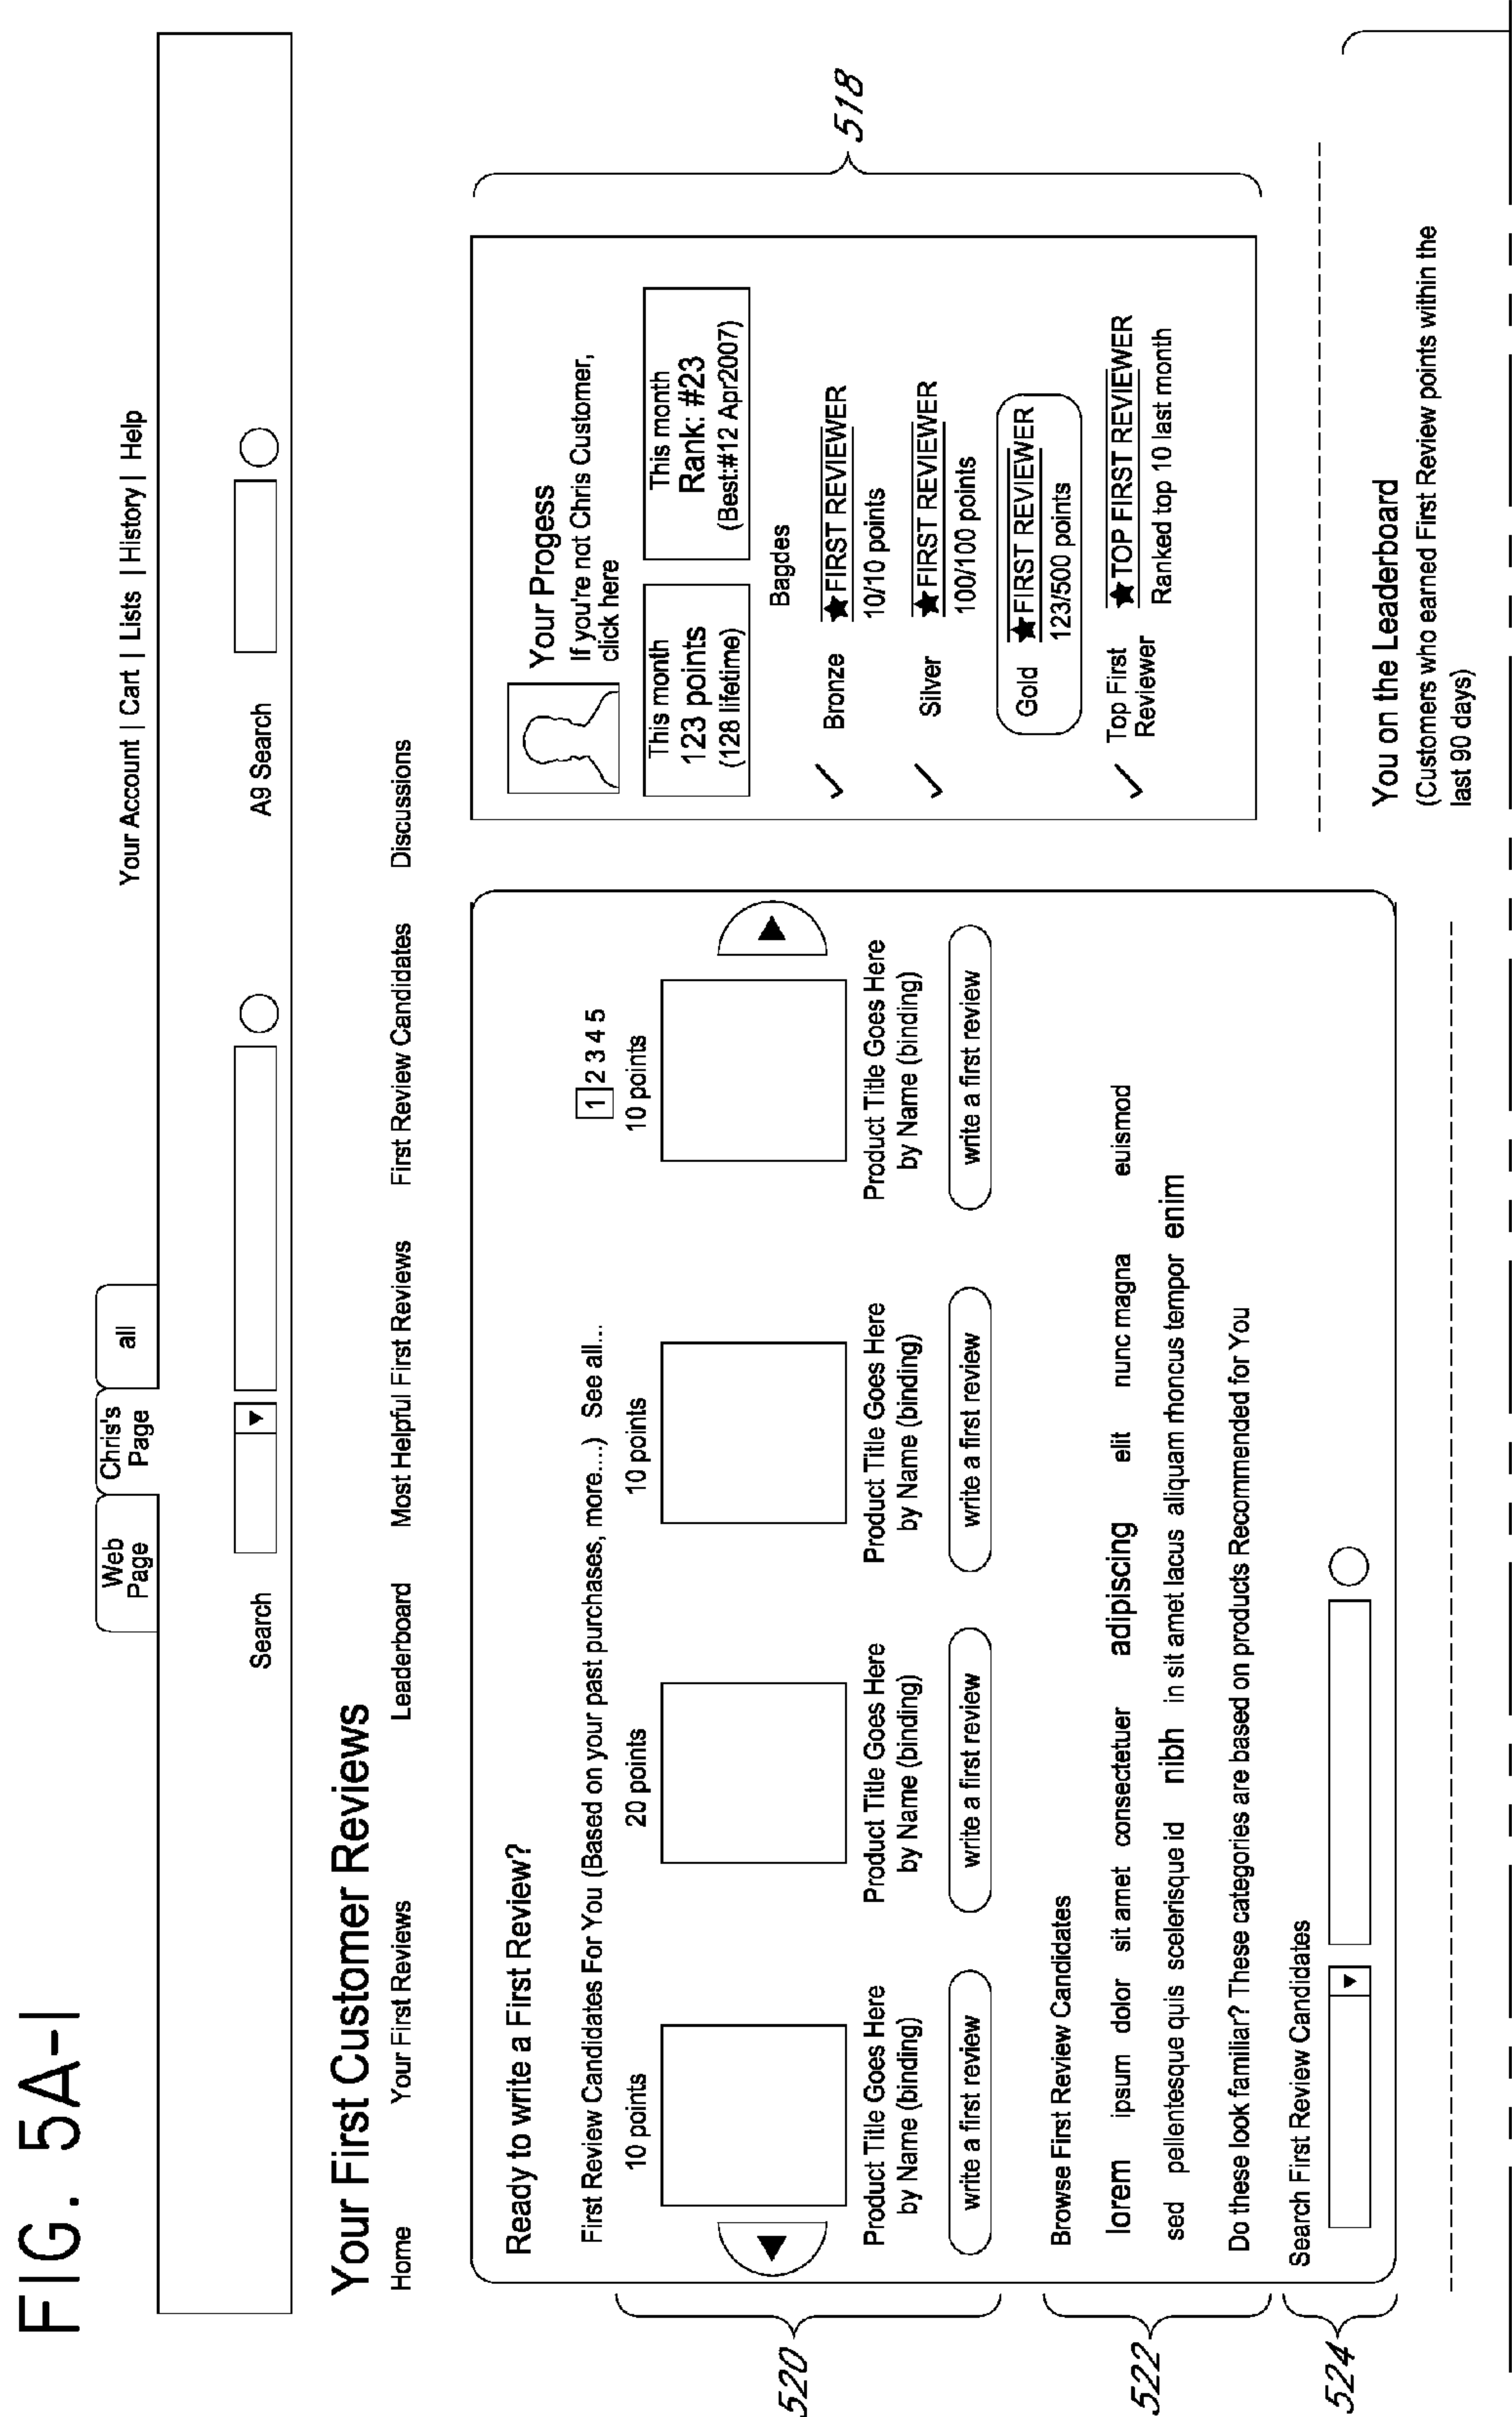 FIG. 5A-1
Web
Page
Chris's
Page
all
Your Account | Cart | Lists | History | Help
Search
A9 Search
Your First Customer Reviews
Home Your First Reviews Leaderboard Most Helpful First Reviews First Review Candidates Discussions
Ready to write a First Review?
First Review Candidates For You (Based on your past purchases, more....) See all...
1 2 3 4 5
10 points 20 points 10 points 10 points
Product Title Goes Here Product Title Goes Here Product Title Goes Here Product Title Goes Here
by Name (binding) by Name (binding) by Name (binding) by Name (binding)
write a first review write a first review write a first review write a first review
520
Browse First Review Candidates
lorem ipsum dolor sit amet consectetuer adipiscing elit nunc magna euismod
sed pellentesque quis scelerisque id nibh in sit amet lacus aliquam rhoncus tempor enim
Do these look familiar? These categories are based on products Recommended for You
522
Search First Review Candidates
524
Your Progess
If you're not Chris Customer,
click here
This month
123 points
(128 lifetime)
This month
Rank: #23
(Best:#12 Apr2007)
Bagdes
Bronze FIRST REVIEWER
10/10 points
Silver FIRST REVIEWER
100/100 points
Gold FIRST REVIEWER
123/500 points
Top First TOP FIRST REVIEWER
Reviewer Ranked top 10 last month
518
You on the Leaderboard
(Customers who earned First Review points within the
last 90 days)